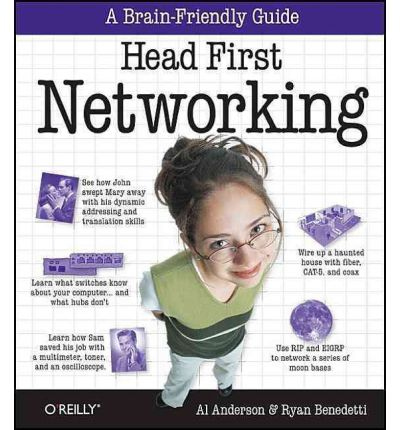 A Brain-Friendly Guide
Head First
Networking
See how John
swept Mary away
with his dynamic
addressing and
translation skills
Wire up a haunted
house with fiber,
CAT-5, and coax
Learn what switches know
about your computer... and
what hubs don't
Learn how Sam
saved his job with
a multimeter, toner,
and an oscilloscope.
Use RIP and EIGRP
to network a series of
moon bases
O'REILLY®
Al Anderson & Ryan Benedetti